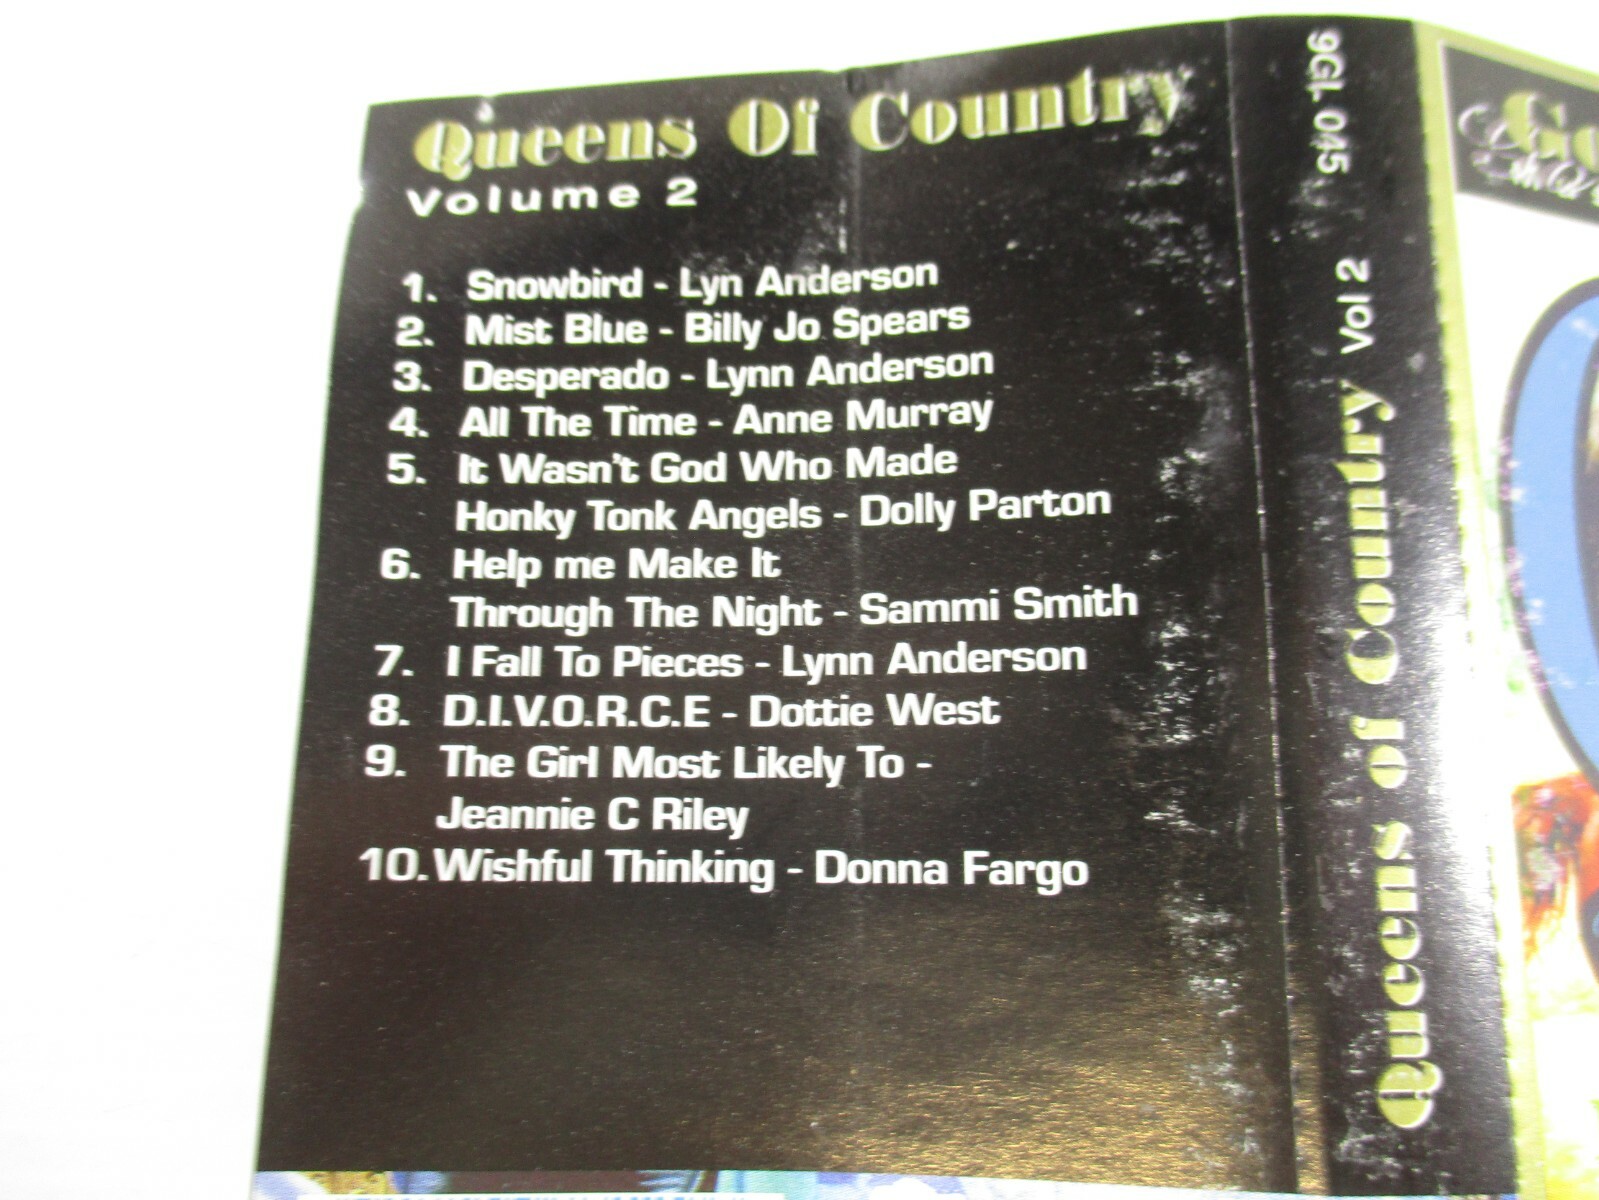 Queens Of Country
Volume 2
1. Snowbird - Lyn Anderson
2. Mist Blue - Billy Jo Spears
3. Desperado - Lynn Anderson
4. All The Time - Anne Murray
5. It Wasn't God Who Made
Honky Tonk Angels - Dolly Parton
6. Help me Make It
Through The Night - Sammi Smith
7. I Fall To Pieces - Lynn Anderson
8. D.I.V.O.R.C.E - Dottie West
9. The Girl Most Likely To -
Jeannie C Riley
10. Wishful Thinking - Donna Fargo
Queens of Country Vol 2 9GL 045